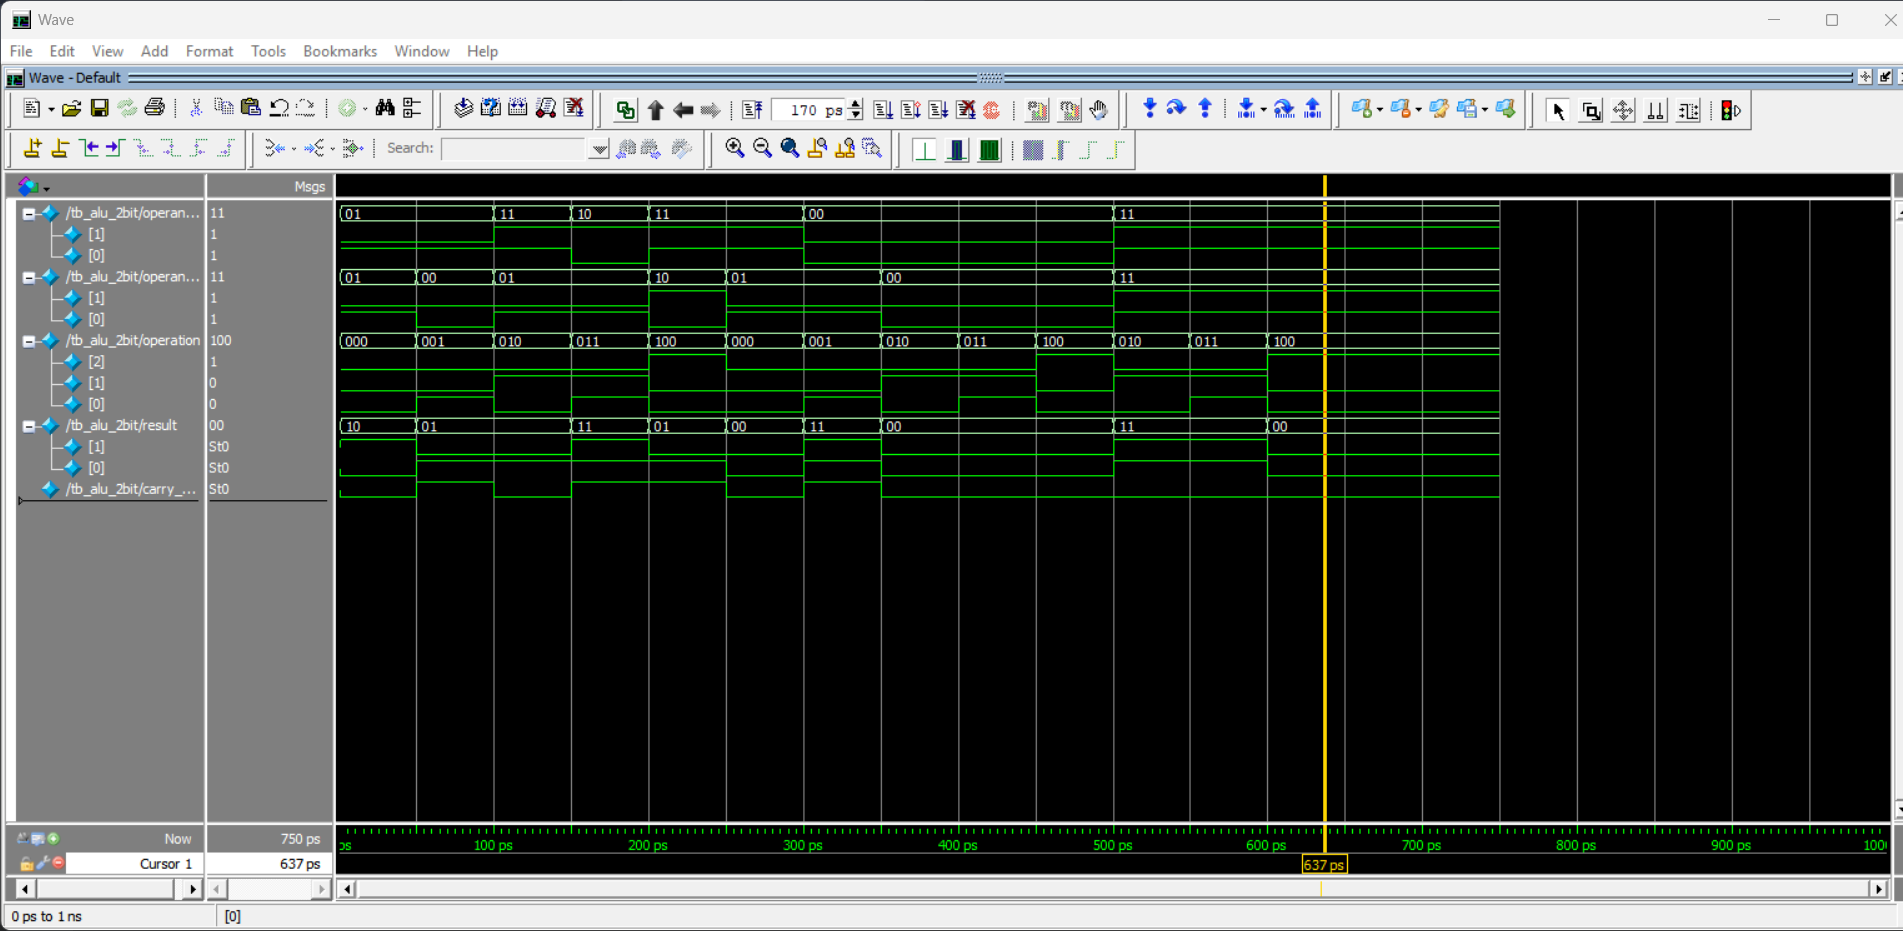 Wave
File Edit View Add Format Tools Bookmarks Window Help
Wave - Default
170 ps
Search:
Msgs
/tb_alu_2bit/operan... 11 01 11 10 11 00 11
[1] 1
[0] 1
/tb_alu_2bit/operan... 11 01 00 01 10 01 00 11
[1] 1
[0] 1
/tb_alu_2bit/operation 100 000 001 010 011 100 000 001 010 011 100 010 011 100
[2] 1
[1] 0
[0] 0
/tb_alu_2bit/result 00 10 01 11 01 00 11 00 11 00
[1] St0
[0] St0
/tb_alu_2bit/carry_... St0
Now 750 ps ps 100 ps 200 ps 300 ps 400 ps 500 ps 600 ps 700 ps 800 ps 900 ps 100
Cursor 1 637 ps 637 ps
0 ps to 1 ns [0]